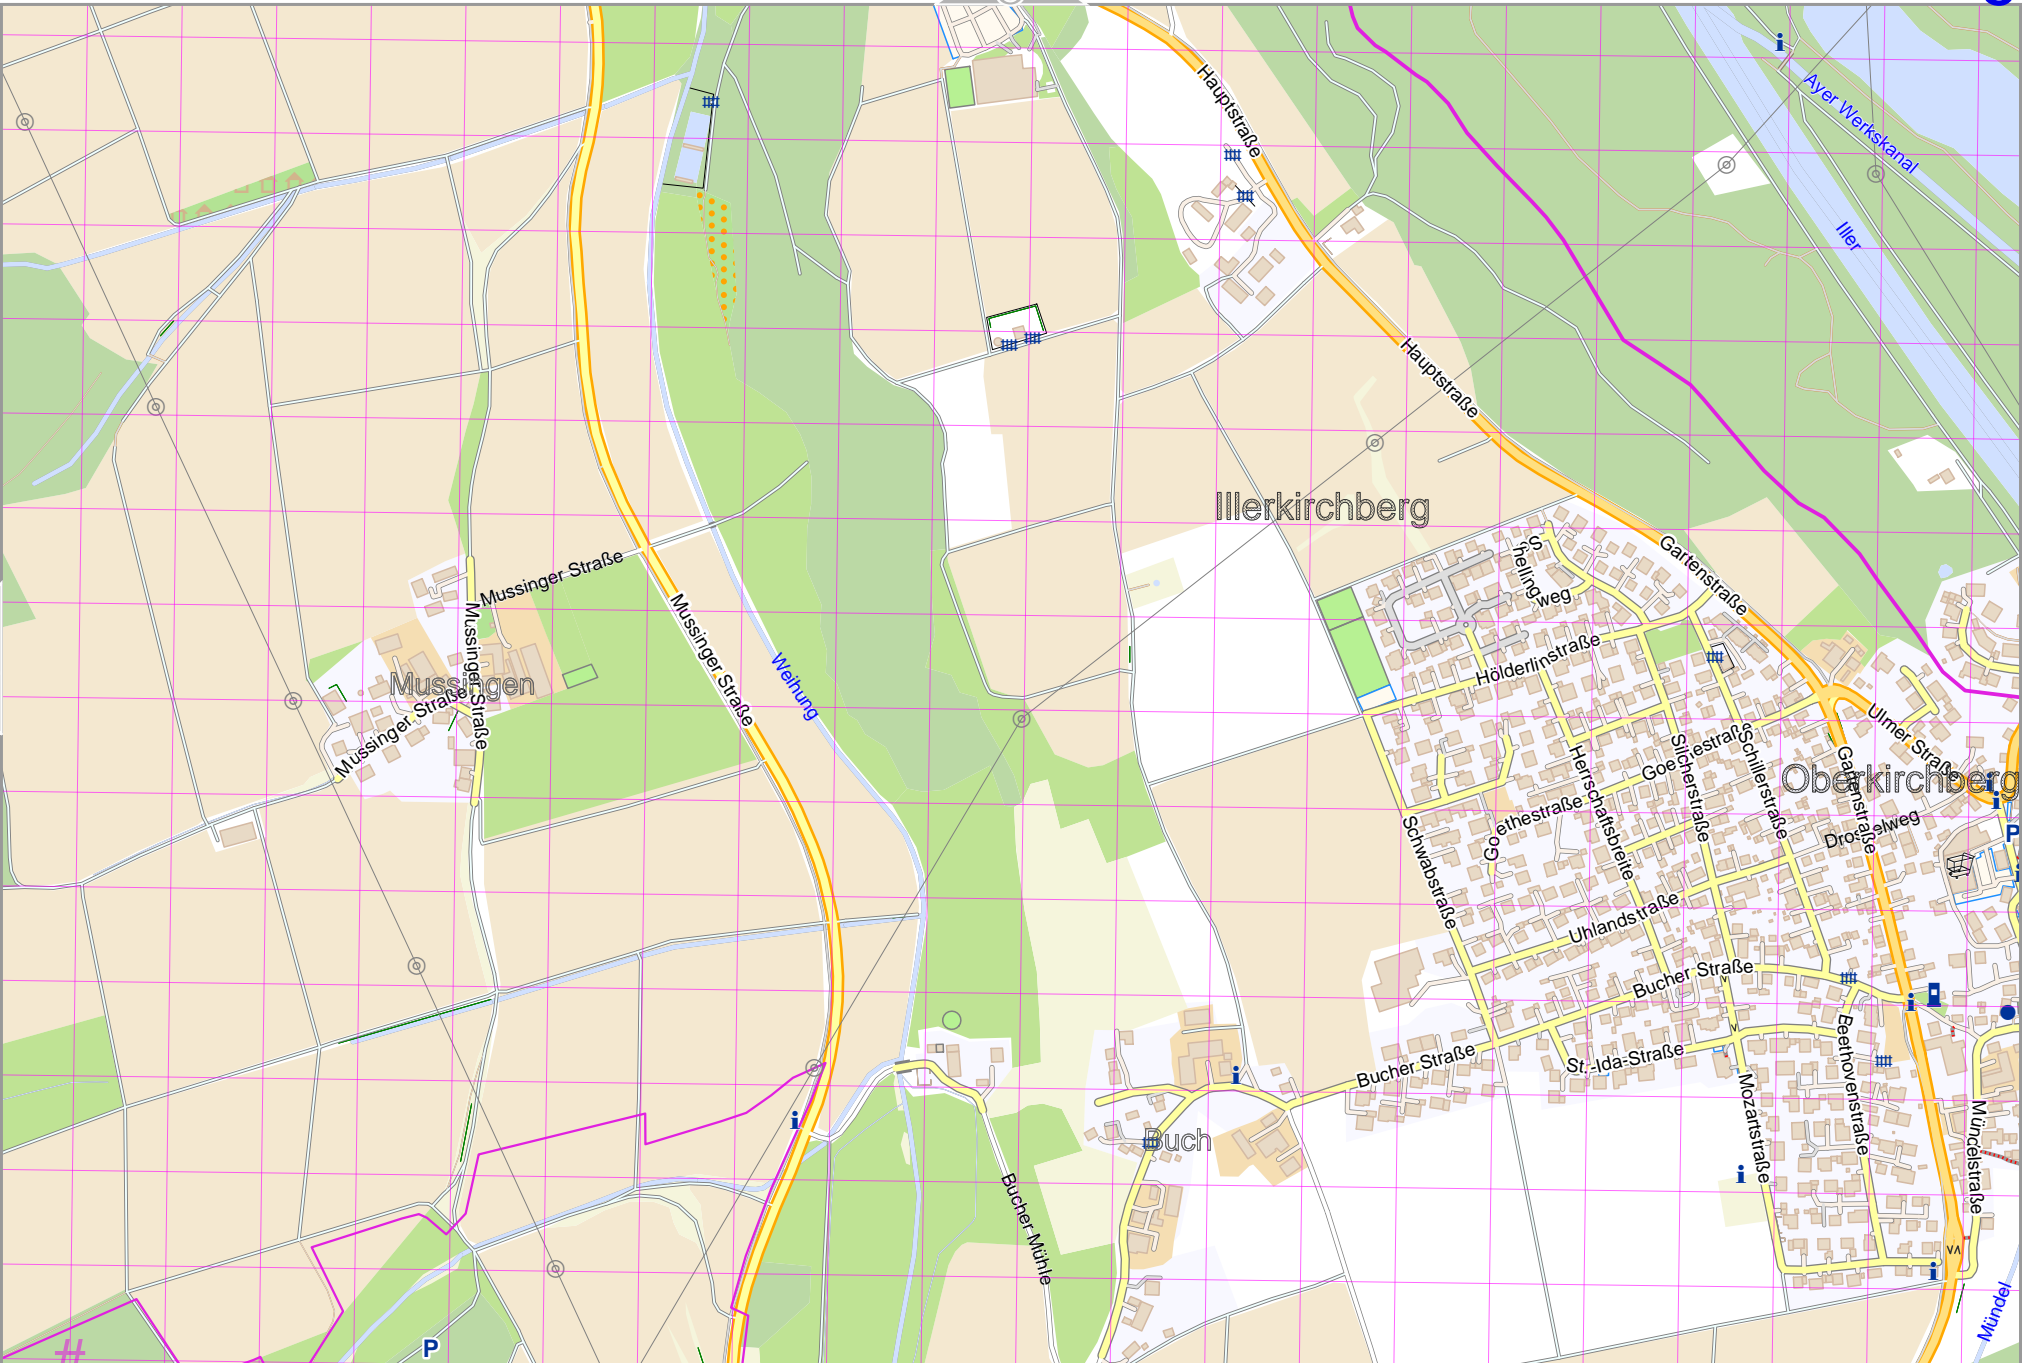 Hauptstraße
Ayer Werkskanal
Iller
Hauptstraße
Illerkirchberg
Schellingweg
Gartenstraße
Mussinger Straße
Mussinger Straße
Mussinger Straße
Mussingen
Mussinger Straße
Weihung
Hölderlinstraße
Ulmer Straße
Goethestraße
Silcherstraße
Schillerstraße
Herrschaftsbreite
Gartenstraße
Oberkirchberg
Goethestraße
Drosselweg
P
Schwabstraße
Uhlandstraße
Bucher Straße
Bucher Straße
St.-Ida-Straße
Beethovenstraße
Mozartstraße
Mündelstraße
Buch
Bucher Mühle
Mündel
P
#